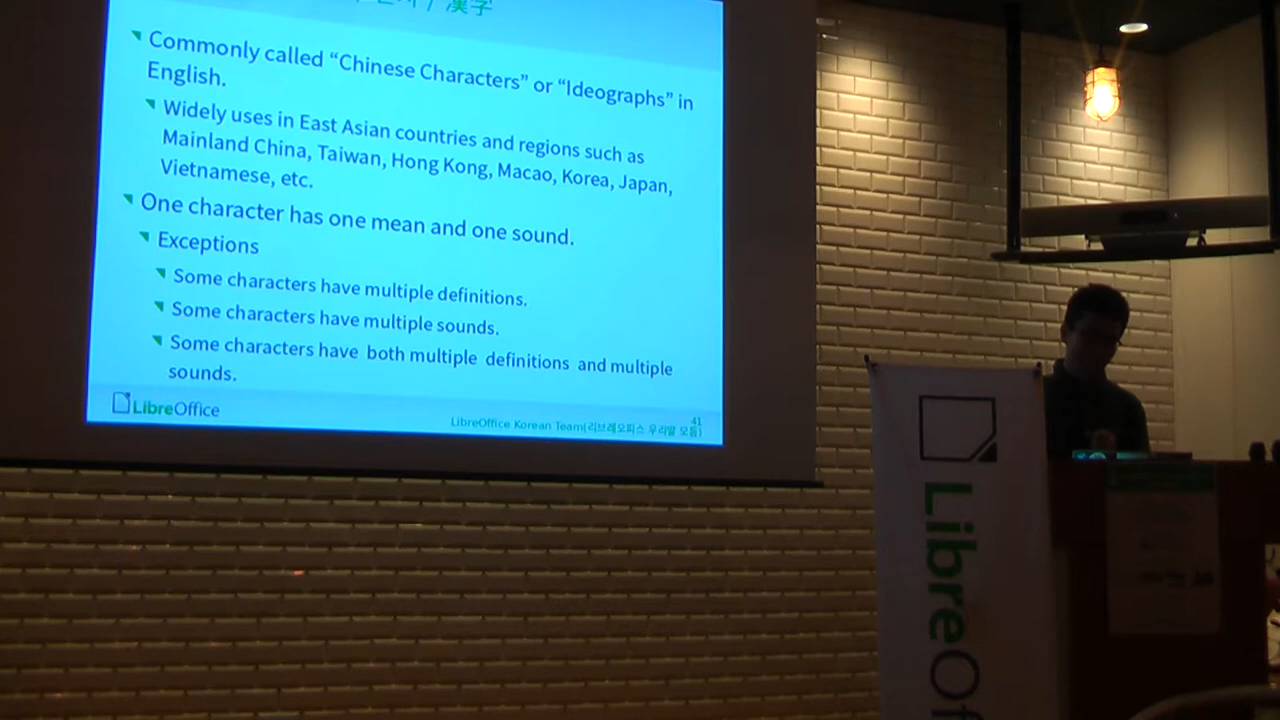 漢子
Commonly called “Chinese Characters” or “Ideographs” in
English.
Widely uses in East Asian countries and regions such as
Mainland China, Taiwan, Hong Kong, Macao, Korea, Japan,
Vietnamese, etc.
One character has one mean and one sound.
Exceptions
Some characters have multiple definitions.
Some characters have multiple sounds.
Some characters have both multiple definitions and multiple
sounds.
LibreOffice
41
LibreOffice Korean Team(리브레오피스 우리말 모듬)
LibreOf